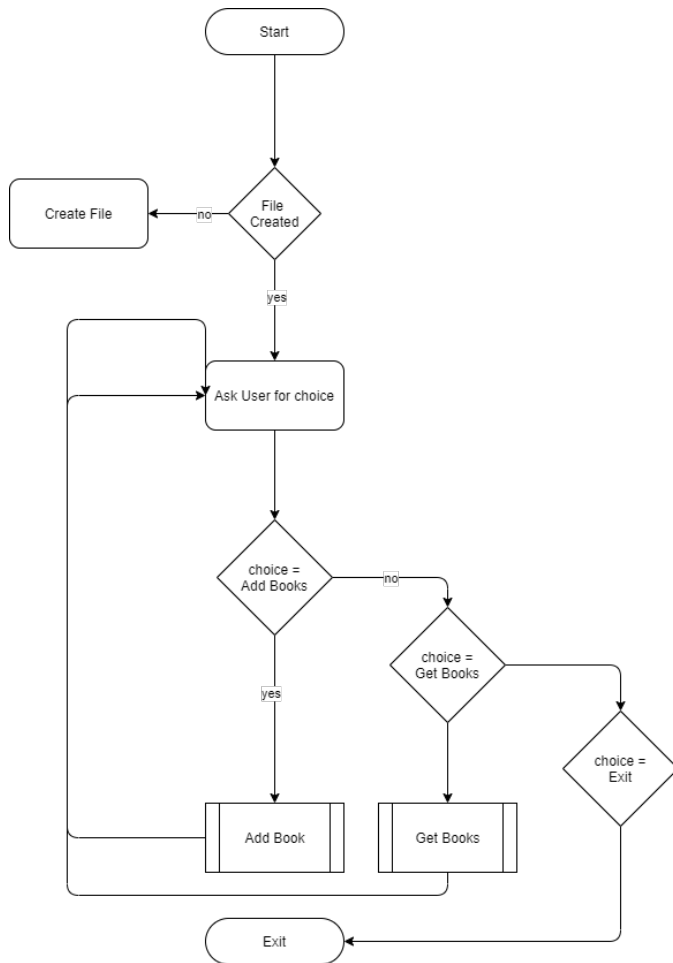 Start
File
Created
no
Create File
yes
Ask User for choice
choice =
Add Books
no
choice =
Get Books
yes
choice =
Exit
Add Book
Get Books
Exit